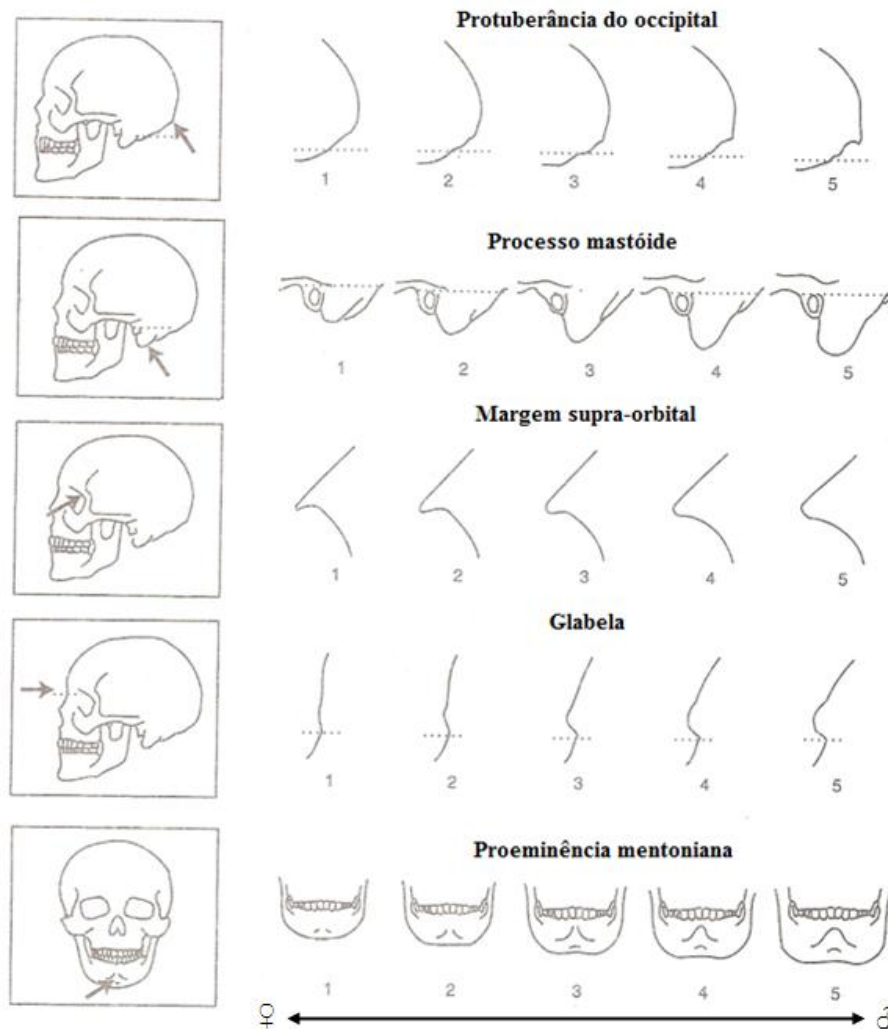 Protuberância do occipital
1 2 3 4 5
Processo mastóide
1 2 3 4 5
Margem supra-orbital
1 2 3 4 5
Glabela
1 2 3 4 5
Proeminência mentoniana
1 2 3 4 5
♀ ♂